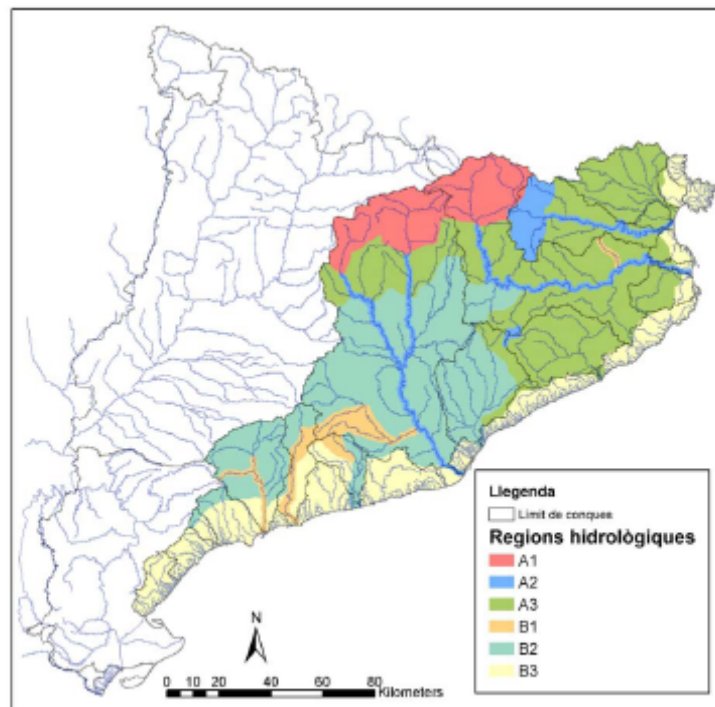 Llegenda
Límit de conques
Regions hidrològiques
A1
A2
A3
B1
B2
B3
N
0 5 10 20 40 60 80
Kilometers